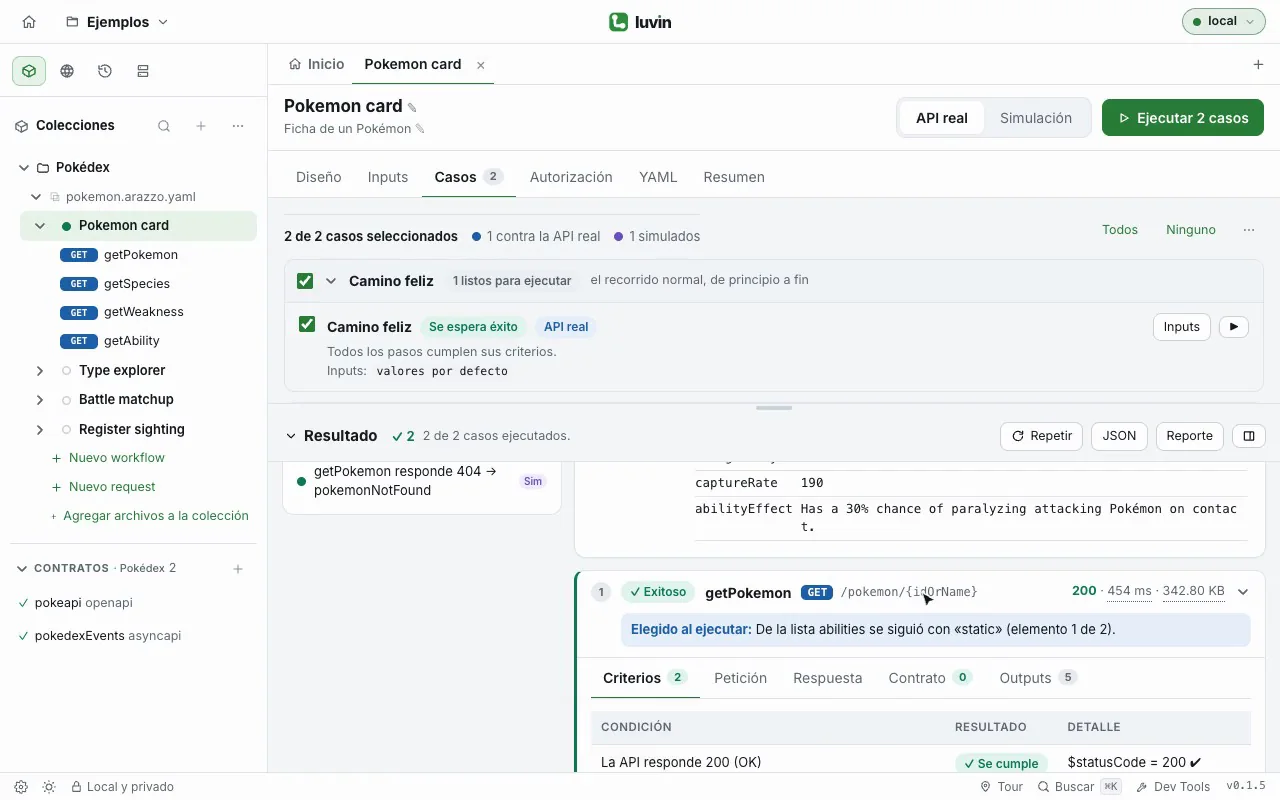 Ejemplos
luvin
local
Inicio
Pokemon card
Colecciones
Pokemon card
Ficha de un Pokémon
API real
Simulación
Ejecutar 2 casos
Pokédex
pokemon.arazzo.yaml
Pokemon card
GET getPokemon
GET getSpecies
GET getWeakness
GET getAbility
Type explorer
Battle matchup
Register sighting
+ Nuevo workflow
+ Nuevo request
+ Agregar archivos a la colección
CONTRATOS · Pokédex 2
pokeapi openapi
pokedexEvents asyncapi
Diseño
Inputs
Casos 2
Autorización
YAML
Resumen
2 de 2 casos seleccionados
1 contra la API real
1 simulados
Todos
Ninguno
Camino feliz
1 listos para ejecutar
el recorrido normal, de principio a fin
Camino feliz
Se espera éxito
API real
Inputs
Todos los pasos cumplen sus criterios.
Inputs: valores por defecto
Resultado
✓ 2
2 de 2 casos ejecutados.
Repetir
JSON
Reporte
getPokemon responde 404 →
pokemonNotFound
Sim
captureRate 190
abilityEffect Has a 30% chance of paralyzing attacking Pokémon on contac
t.
1
✓ Exitoso
getPokemon
GET
/pokemon/{idOrName}
200 · 454 ms · 342.80 KB
Elegido al ejecutar: De la lista abilities se siguió con «static» (elemento 1 de 2).
Criterios 2
Petición
Respuesta
Contrato 0
Outputs 5
CONDICIÓN
RESULTADO
DETALLE
La API responde 200 (OK)
✓ Se cumple
$statusCode = 200 ✔
Local y privado
Tour
Buscar ⌘K
Dev Tools
v0.1.5